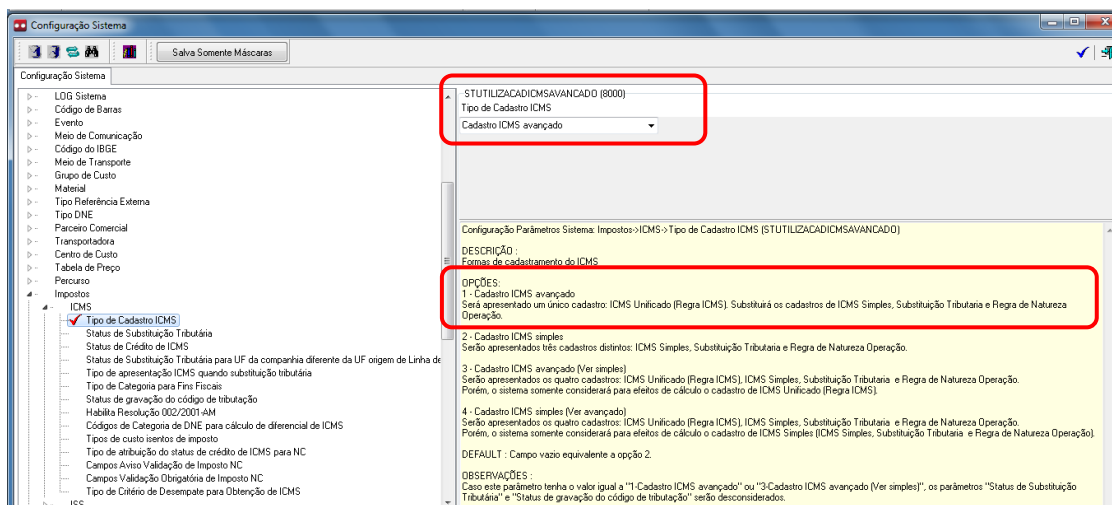 Configuração Sistema
Salva Somente Máscaras
Configuração Sistema
LOG Sistema
Código de Barras
Evento
Meio de Comunicação
Código do IBGE
Meio de Transporte
Grupo de Custo
Material
Tipo Referência Externa
Tipo DNE
Parceiro Comercial
Transportadora
Centro de Custo
Tabela de Preço
Percurso
Impostos
ICMS
Tipo de Cadastro ICMS
Status de Substituição Tributária
Status de Crédito de ICMS
Status de Substituição Tributária para UF da companhia diferente da UF origem de Linha de
Tipo de apresentação ICMS quando substituição tributária
Tipo de Categoria para Fins Fiscais
Status de gravação do código de tributação
Habilita Resolução 002/2001-AM
Códigos de Categoria de DNE para cálculo de diferencial de ICMS
Tipos de custo isentos de imposto
Tipo de atribuição do status de crédito de ICMS para NC
Campos Aviso Validação de Imposto NC
Campos Validação Obrigatória de Imposto NC
Tipo de Critério de Desempate para Obtenção de ICMS
ISS
STUTILIZACADICMSAVANCADO (8000)
Tipo de Cadastro ICMS
Cadastro ICMS avançado
Configuração Parâmetros Sistema: Impostos->ICMS->Tipo de Cadastro ICMS (STUTILIZACADICMSAVANCADO)
DESCRIÇÃO :
Formas de cadastramento do ICMS
OPÇÕES:
1 - Cadastro ICMS avançado
Será apresentado um único cadastro: ICMS Unificado (Regra ICMS). Substituirá os cadastros de ICMS Simples, Substituição Tributaria e Regra de Natureza
Operação.
2 - Cadastro ICMS simples
Serão apresentados três cadastros distintos: ICMS Simples, Substituição Tributaria e Regra de Natureza Operação.
3 - Cadastro ICMS avançado (Ver simples)
Serão apresentados os quatro cadastros: ICMS Unificado (Regra ICMS), ICMS Simples, Substituição Tributaria e Regra de Natureza Operação.
Porém, o sistema somente considerará para efeitos de cálculo o cadastro de ICMS Unificado (Regra ICMS).
4 - Cadastro ICMS simples (Ver avançado)
Serão apresentados os quatro cadastros: ICMS Unificado (Regra ICMS), ICMS Simples, Substituição Tributaria e Regra de Natureza Operação.
Porém, o sistema somente considerará para efeitos de cálculo o cadastro de ICMS Simples (ICMS Simples, Substituição Tributaria e Regra de Natureza Operação).
DEFAULT : Campo vazio equivalente a opção 2.
OBSERVAÇÕES :
Caso este parâmetro tenha o valor igual a "1-Cadastro ICMS avançado" ou "3-Cadastro ICMS avançado (Ver simples)", os parâmetros "Status de Substituição
Tributária" e "Status de gravação do código de tributação" serão desconsiderados.